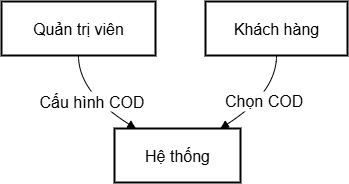 Quản trị viên
Khách hàng
Cấu hình COD
Chọn COD
Hệ thống